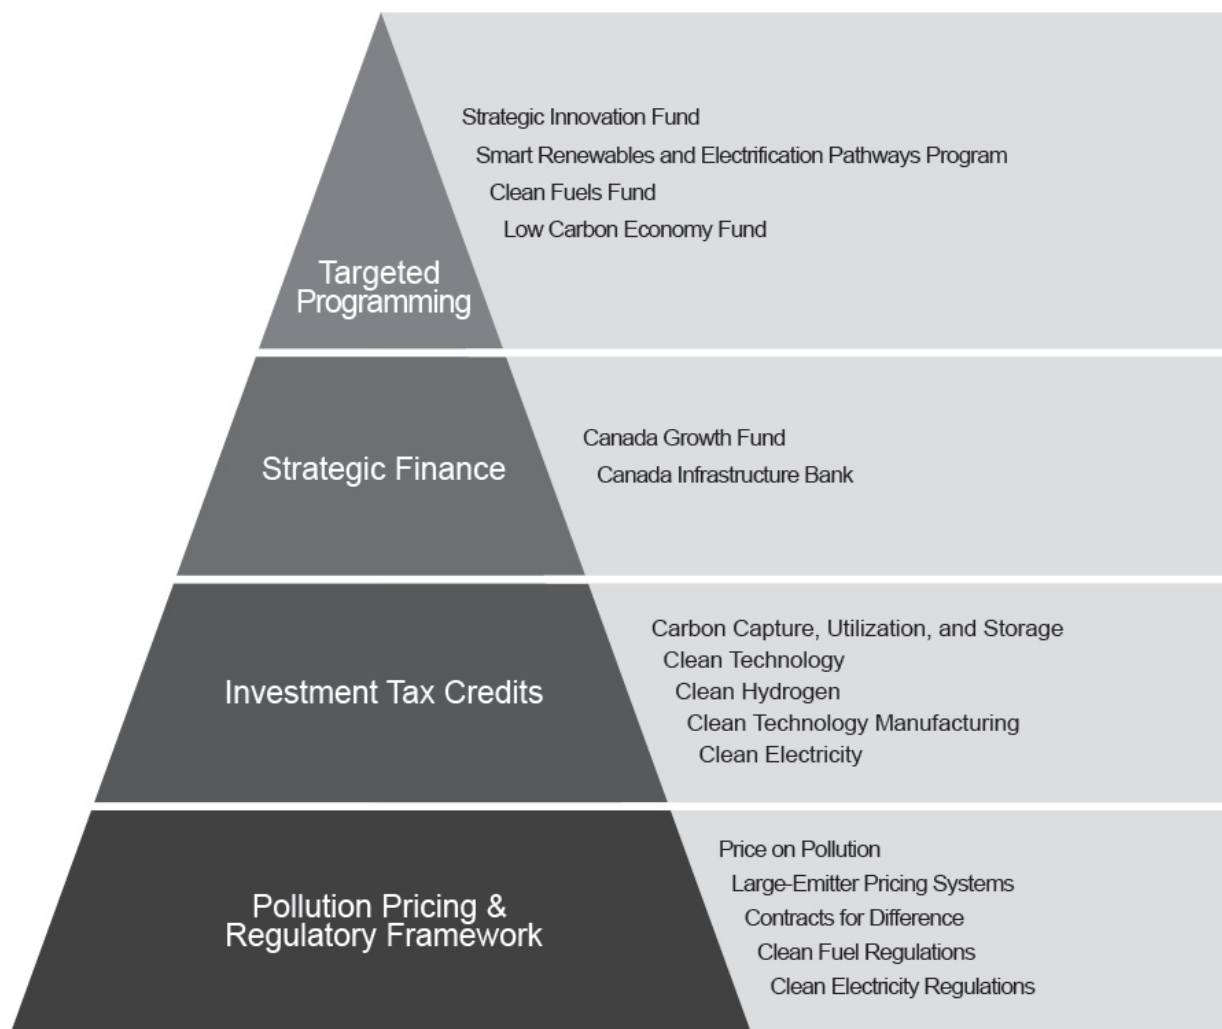 Strategic Innovation Fund
Smart Renewables and Electrification Pathways Program
Clean Fuels Fund
Low Carbon Economy Fund
Targeted
Programming
Canada Growth Fund
Strategic Finance
Canada Infrastructure Bank
Carbon Capture, Utilization, and Storage
Clean Technology
Investment Tax Credits
Clean Hydrogen
Clean Technology Manufacturing
Clean Electricity
Pollution Pricing &
Regulatory Framework
Price on Pollution
Large-Emitter Pricing Systems
Contracts for Difference
Clean Fuel Regulations
Clean Electricity Regulations